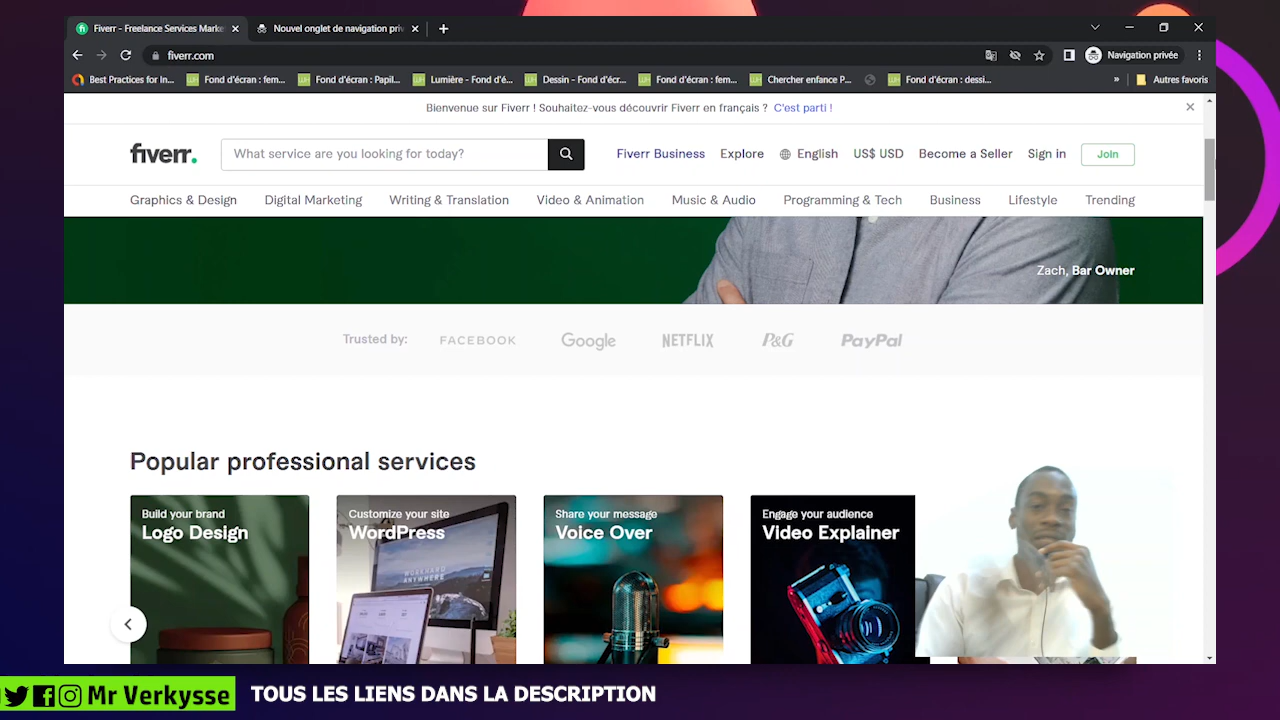 Fiverr - Freelance Services Marke
Nouvel onglet de navigation priv
fiverr.com
Navigation privée
Best Practices for In...
Fond d'écran : fem...
Fond d'écran : Papil...
Lumière - Fond d'é...
Dessin - Fond d'écr...
Fond d'écran : fem...
Chercher enfance P...
Fond d'écran : dessi...
»
Autres favoris
Bienvenue sur Fiverr ! Souhaitez-vous découvrir Fiverr en français ? C'est parti !
fiverr.
What service are you looking for today?
Fiverr Business
Explore
English
US$ USD
Become a Seller
Sign in
Join
Graphics & Design
Digital Marketing
Writing & Translation
Video & Animation
Music & Audio
Programming & Tech
Business
Lifestyle
Trending
Zach, Bar Owner
Trusted by:
FACEBOOK
Google
NETFLIX
P&G
PayPal
Popular professional services
Build your brand
Logo Design
Customize your site
WordPress
WORK HARD
ANYWHERE
Share your message
Voice Over
Engage your audience
Video Explainer
Mr Verkysse
TOUS LES LIENS DANS LA DESCRIPTION